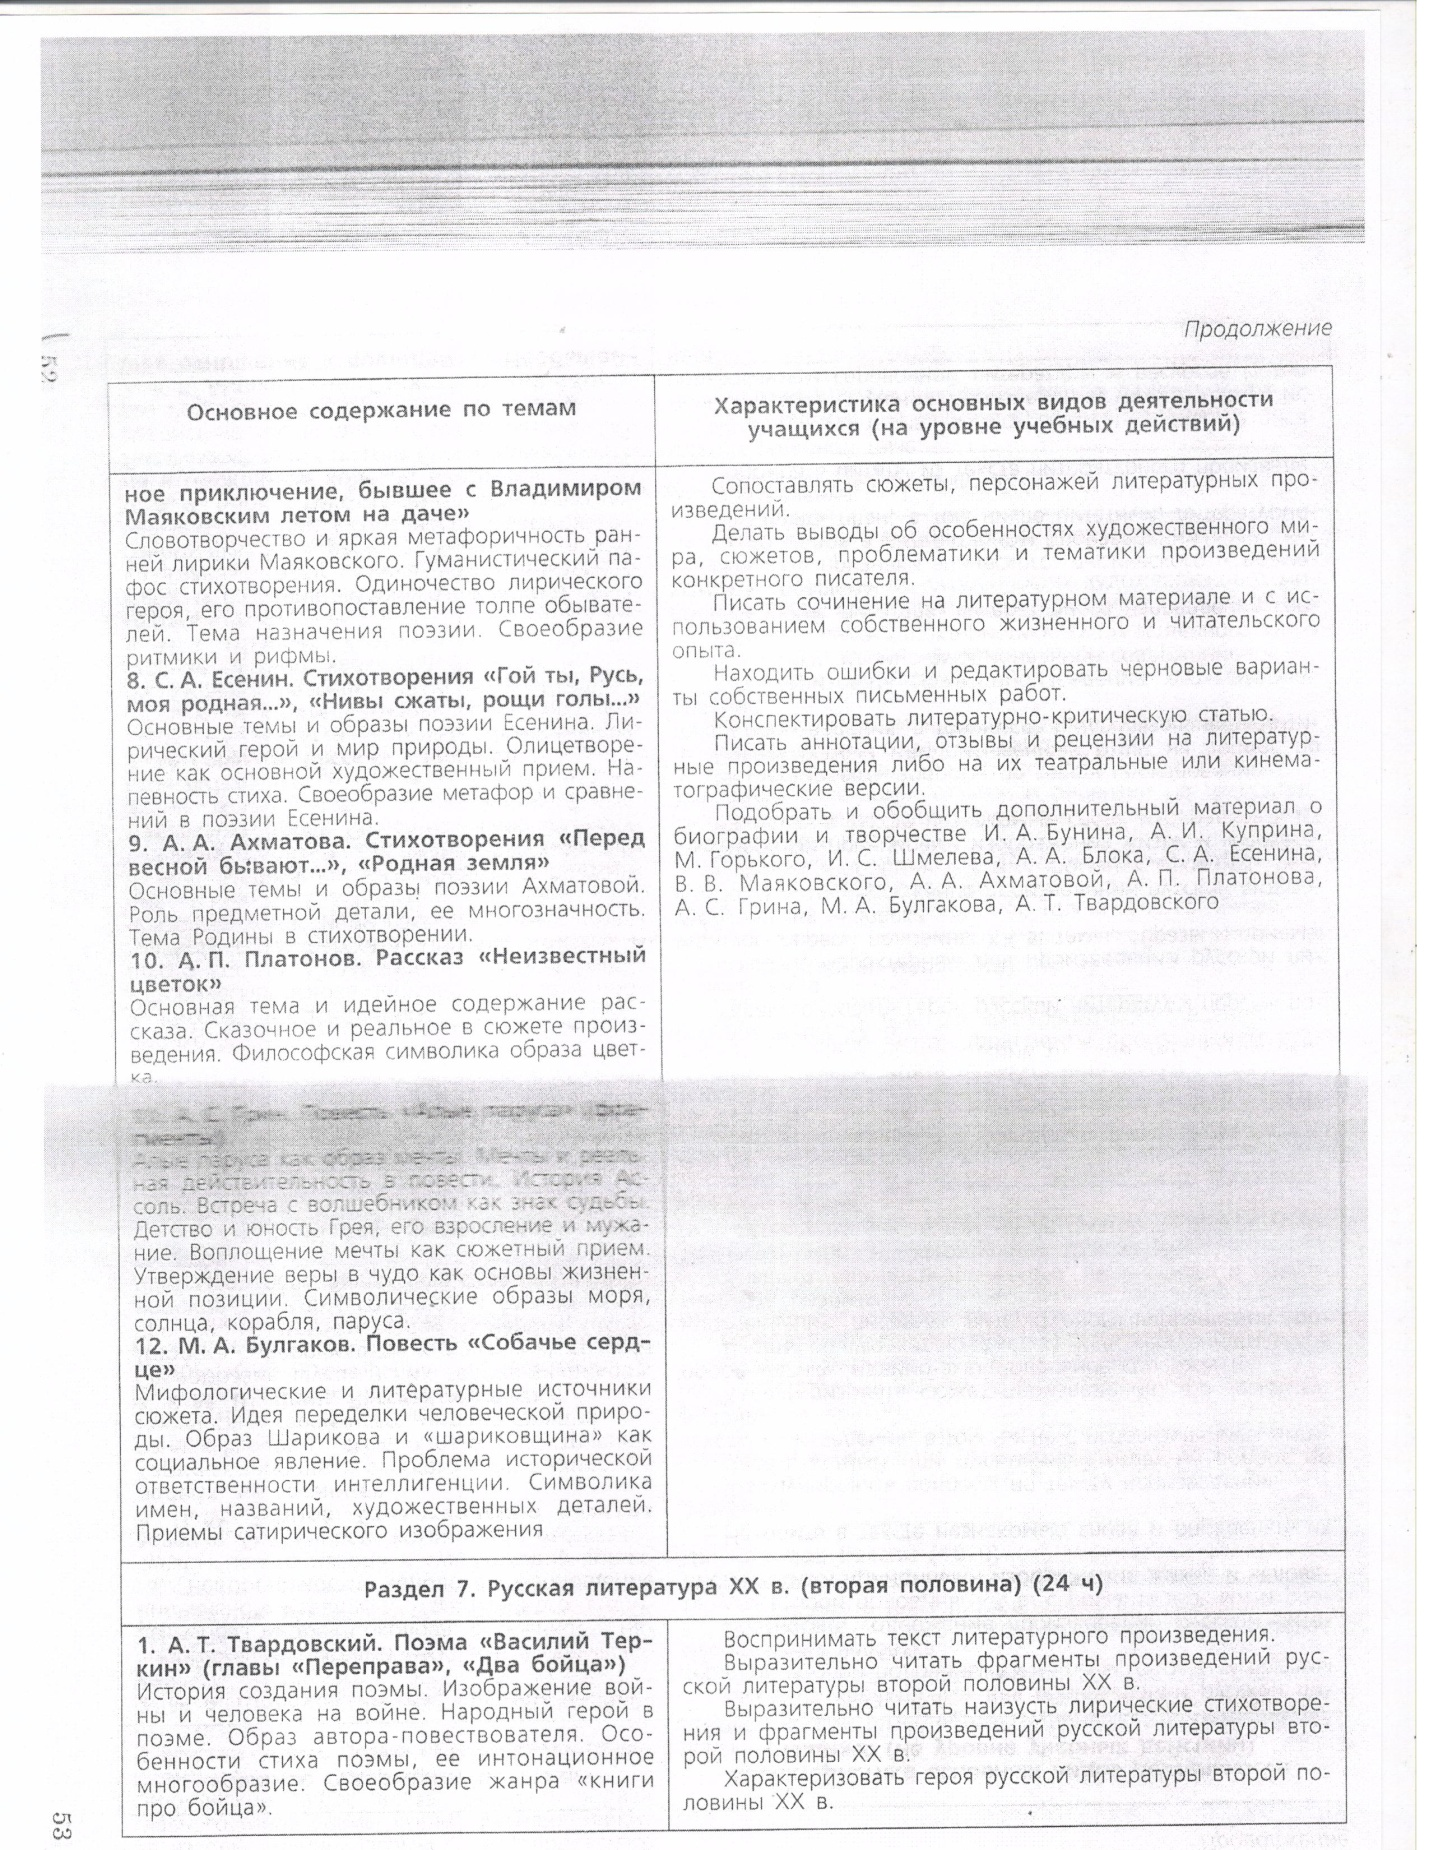 Продолжение
52
Основное содержание по темам
Характеристика основных видов деятельности
учащихся (на уровне учебных действий)
ное приключение, бывшее с Владимиром
Маяковским летом на даче»
Словотворчество и яркая метафоричность ран-
ней лирики Маяковского. Гуманистический па-
фос стихотворения. Одиночество лирического
героя, его противопоставление толпе обывате-
лей. Тема назначения поэзии. Своеобразие
ритмики и рифмы.
8. С. А. Есенин. Стихотворения «Гой ты, Русь,
моя родная...», «Нивы сжаты, рощи голы...»
Основные темы и образы поэзии Есенина. Ли-
рический герой и мир природы. Олицетворе-
ние как основной художественный прием. На-
певность стиха. Своеобразие метафор и сравне-
ний в поэзии Есенина.
9. А. А. Ахматова. Стихотворения «Перед
весной бывают...», «Родная земля»
Основные темы и образы поэзии Ахматовой.
Роль предметной детали, ее многозначность.
Тема Родины в стихотворении.
10. А. П. Платонов. Рассказ «Неизвестный
цветок»
Основная тема и идейное содержание рас-
сказа. Сказочное и реальное в сюжете произ-
ведения. Философская символика образа цвет-
ка.
А. С. Грин. Повесть «Алые паруса» (фраг-
менты)
Алые паруса как образ мечты. Мечты и реаль-
ная действительность в повести. История Ас-
соль. Встреча с волшебником как знак судьбы.
Детство и юность Грея, его взросление и мужа-
ние. Воплощение мечты как сюжетный прием.
Утверждение веры в чудо как основы жизнен-
ной позиции. Символические образы моря,
солнца, корабля, паруса.
12. М. А. Булгаков. Повесть «Собачье серд-
це»
Мифологические и литературные источники
сюжета. Идея переделки человеческой приро-
ды. Образ Шарикова и «шариковщина» как
социальное явление. Проблема исторической
ответственности интеллигенции. Символика
имен, названий, художественных деталей.
Приемы сатирического изображения
Сопоставлять сюжеты, персонажей литературных про-
изведений.
Делать выводы об особенностях художественного ми-
ра, сюжетов, проблематики и тематики произведений
конкретного писателя.
Писать сочинение на литературном материале и с ис-
пользованием собственного жизненного и читательского
опыта.
Находить ошибки и редактировать черновые вариан-
ты собственных письменных работ.
Конспектировать литературно-критическую статью.
Писать аннотации, отзывы и рецензии на литератур-
ные произведения либо на их театральные или кинема-
тографические версии.
Подобрать и обобщить дополнительный материал о
биографии и творчестве И. А. Бунина, А. И. Куприна,
М. Горького, И. С. Шмелева, А. А. Блока, С. А. Есенина,
В. В. Маяковского, А. А. Ахматовой, А. П. Платонова,
А. С. Грина, М. А. Булгакова, А. Т. Твардовского
Раздел 7. Русская литература XX в. (вторая половина) (24 ч)
1. А. Т. Твардовский. Поэма «Василий Тер-
кин» (главы «Переправа», «Два бойца»)
История создания поэмы. Изображение вой-
ны и человека на войне. Народный герой в
поэме. Образ автора-повествователя. Осо-
бенности стиха поэмы, ее интонационное
многообразие. Своеобразие жанра «книги
про бойца».
Воспринимать текст литературного произведения.
Выразительно читать фрагменты произведений рус-
ской литературы второй половины XX в.
Выразительно читать наизусть лирические стихотворе-
ния и фрагменты произведений русской литературы вто-
рой половины XX в.
Характеризовать героя русской литературы второй по-
ловины XX в.
53